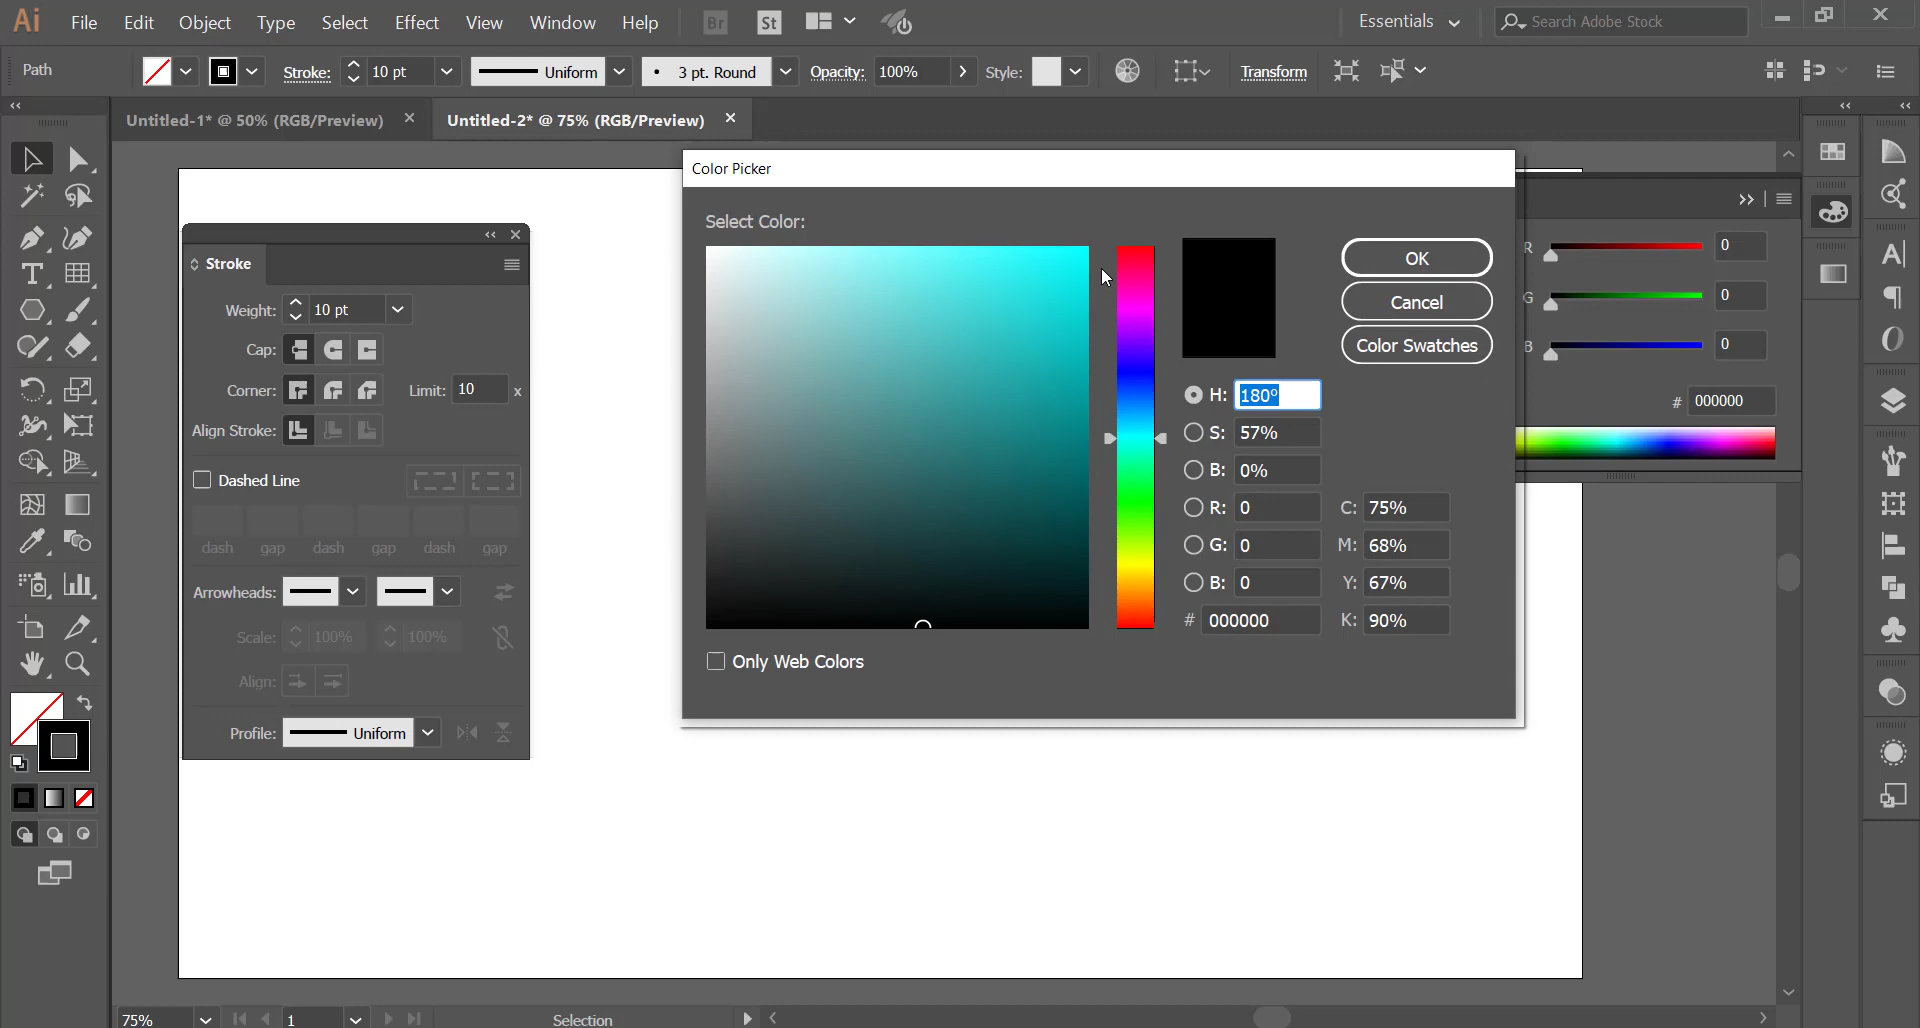 Ai File Edit Object Type Select Effect View Window Help Br St Essentials Search Adobe Stock
Path Stroke: 10 pt Uniform 3 pt. Round Opacity: 100% Style: Transform
Untitled-1* @ 50% (RGB/Preview) Untitled-2* @ 75% (RGB/Preview)
Color Picker
Select Color:
OK
Cancel
Color Swatches
H: 180°
S: 57%
B: 0%
R: 0 C: 75%
G: 0 M: 68%
B: 0 Y: 67%
# 000000 K: 90%
Only Web Colors
Stroke
Weight: 10 pt
Cap:
Corner: Limit: 10 x
Align Stroke:
Dashed Line
dash gap dash gap dash gap
Arrowheads:
Scale: 100% 100%
Align:
Profile: Uniform
R 0
G 0
B 0
# 000000
75% 1 Selection